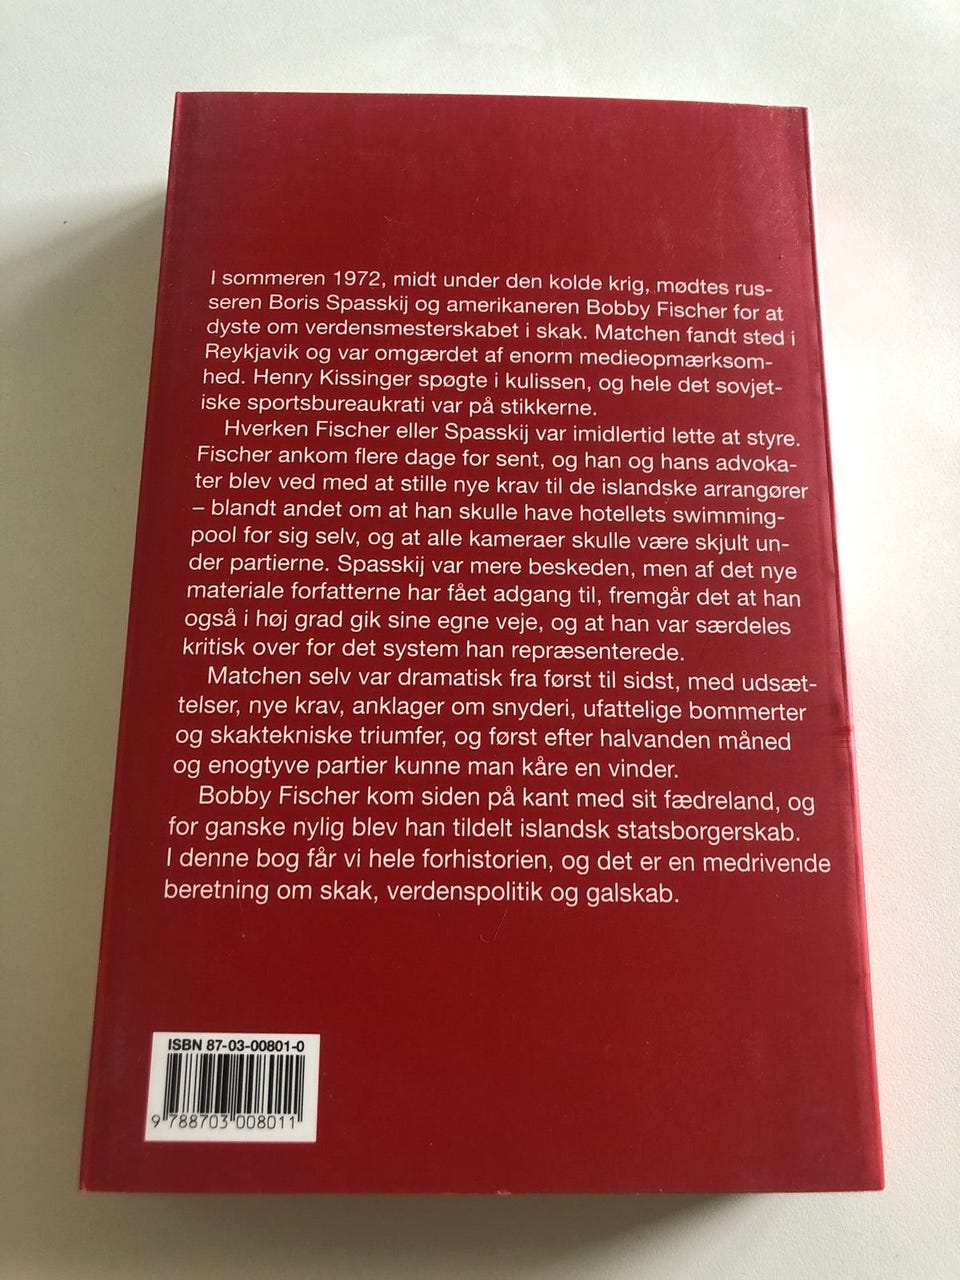 I sommeren 1972, midt under den kolde krig, mødtes rus-
seren Boris Spasskij og amerikaneren Bobby Fischer for at
dyste om verdensmesterskabet i skak. Matchen fandt sted i
Reykjavik og var omgærdet af enorm medieopmærksom-
hed. Henry Kissinger spøgte i kulissen, og hele det sovjet-
iske sportsbureaukrati var på stikkerne.
Hverken Fischer eller Spasskij var imidlertid lette at styre.
Fischer ankom flere dage for sent, og han og hans advoka-
ter blev ved med at stille nye krav til de islandske arrangører
– blandt andet om at han skulle have hotellets swimming-
pool for sig selv, og at alle kameraer skulle være skjult un-
der partierne. Spasskij var mere beskeden, men af det nye
materiale forfatterne har fået adgang til, fremgår det at han
også i høj grad gik sine egne veje, og at han var særdeles
kritisk over for det system han repræsenterede.
Matchen selv var dramatisk fra først til sidst, med udsæt-
telser, nye krav, anklager om snyderi, ufattelige bommerter
og skaktekniske triumfer, og først efter halvanden måned
og enogtyve partier kunne man kåre en vinder.
Bobby Fischer kom siden på kant med sit fædreland, og
for ganske nylig blev han tildelt islandsk statsborgerskab.
I denne bog får vi hele forhistorien, og det er en medrivende
beretning om skak, verdenspolitik og galskab.
ISBN 87-03-00801-0
9 788703 008011